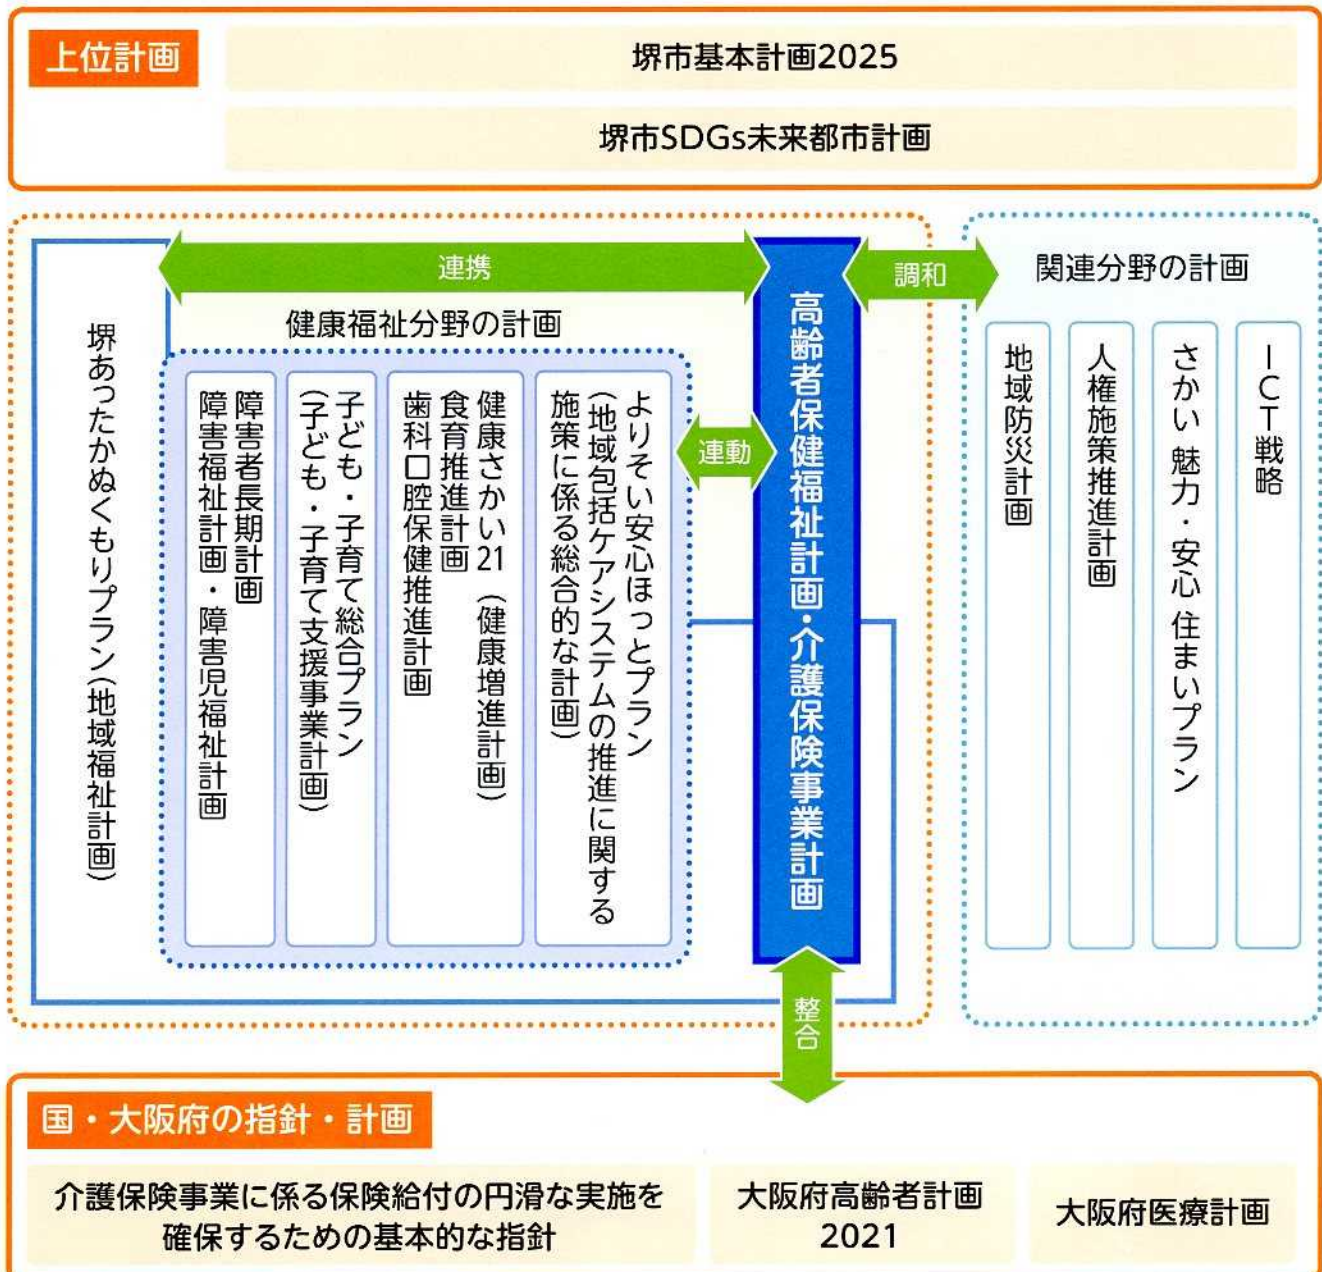 上位計画
堺市基本計画2025
堺市SDGs未来都市計画
連携
調和
関連分野の計画
健康福祉分野の計画
堺あったかぬくもりプラン(地域福祉計画)
障害者長期計画
障害福祉計画・障害児福祉計画
子ども・子育て総合プラン
(子ども・子育て支援事業計画)
健康さかい21(健康増進計画)
食育推進計画
歯科口腔保健推進計画
よりそい安心ほっとプラン
(地域包括ケアシステムの推進に関する
施策に係る総合的な計画)
連動
高齢者保健福祉計画・介護保険事業計画
地域防災計画
人権施策推進計画
さかい 魅力・安心 住まいプラン
ICT戦略
整合
国・大阪府の指針・計画
介護保険事業に係る保険給付の円滑な実施を
確保するための基本的な指針
大阪府高齢者計画
2021
大阪府医療計画